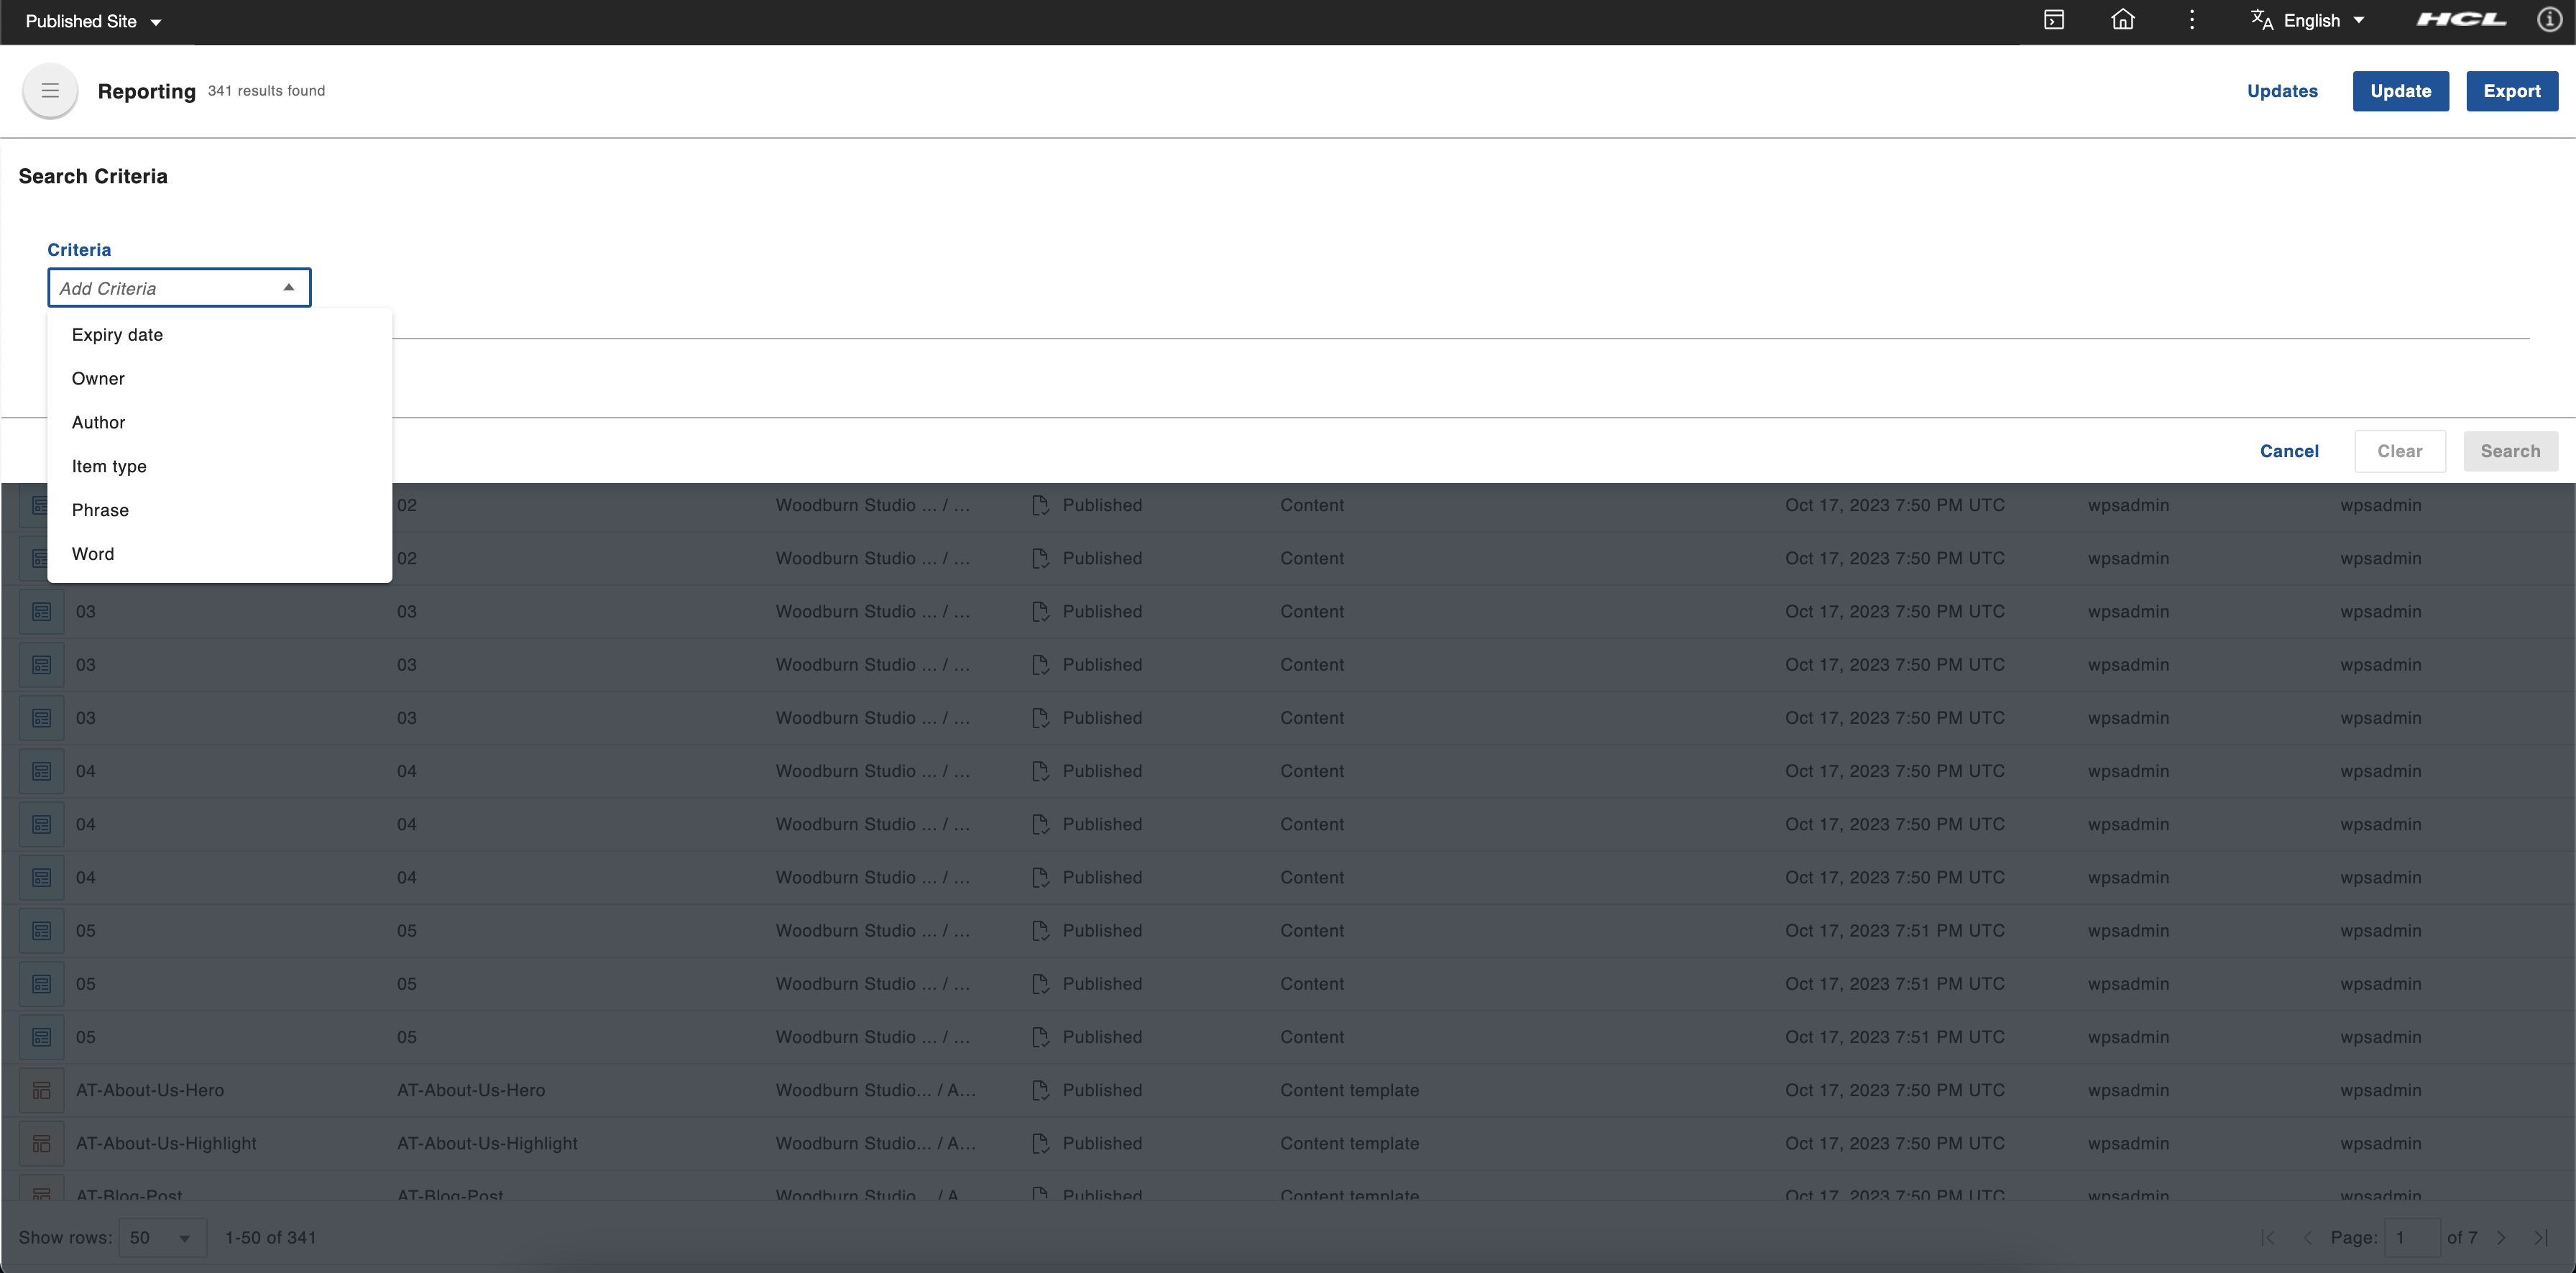 Published Site
English
HCL
Reporting 341 results found
Updates
Update
Export
Search Criteria
Criteria
Add Criteria
Expiry date
Owner
Author
Item type
Phrase
Word
Cancel
Clear
Search
02 Woodburn Studio ... / ... Published Content Oct 17, 2023 7:50 PM UTC wpsadmin wpsadmin
02 Woodburn Studio ... / ... Published Content Oct 17, 2023 7:50 PM UTC wpsadmin wpsadmin
03 03 Woodburn Studio ... / ... Published Content Oct 17, 2023 7:50 PM UTC wpsadmin wpsadmin
03 03 Woodburn Studio ... / ... Published Content Oct 17, 2023 7:50 PM UTC wpsadmin wpsadmin
03 03 Woodburn Studio ... / ... Published Content Oct 17, 2023 7:50 PM UTC wpsadmin wpsadmin
04 04 Woodburn Studio ... / ... Published Content Oct 17, 2023 7:50 PM UTC wpsadmin wpsadmin
04 04 Woodburn Studio ... / ... Published Content Oct 17, 2023 7:50 PM UTC wpsadmin wpsadmin
04 04 Woodburn Studio ... / ... Published Content Oct 17, 2023 7:50 PM UTC wpsadmin wpsadmin
05 05 Woodburn Studio ... / ... Published Content Oct 17, 2023 7:51 PM UTC wpsadmin wpsadmin
05 05 Woodburn Studio ... / ... Published Content Oct 17, 2023 7:51 PM UTC wpsadmin wpsadmin
05 05 Woodburn Studio ... / ... Published Content Oct 17, 2023 7:51 PM UTC wpsadmin wpsadmin
AT-About-Us-Hero AT-About-Us-Hero Woodburn Studio... / A... Published Content template Oct 17, 2023 7:50 PM UTC wpsadmin wpsadmin
AT-About-Us-Highlight AT-About-Us-Highlight Woodburn Studio... / A... Published Content template Oct 17, 2023 7:50 PM UTC wpsadmin wpsadmin
AT-Blog-Post AT-Blog-Post Woodburn Studio... / A... Published Content template Oct 17, 2023 7:50 PM UTC wpsadmin wpsadmin
Show rows: 50 1-50 of 341 Page: 1 of 7